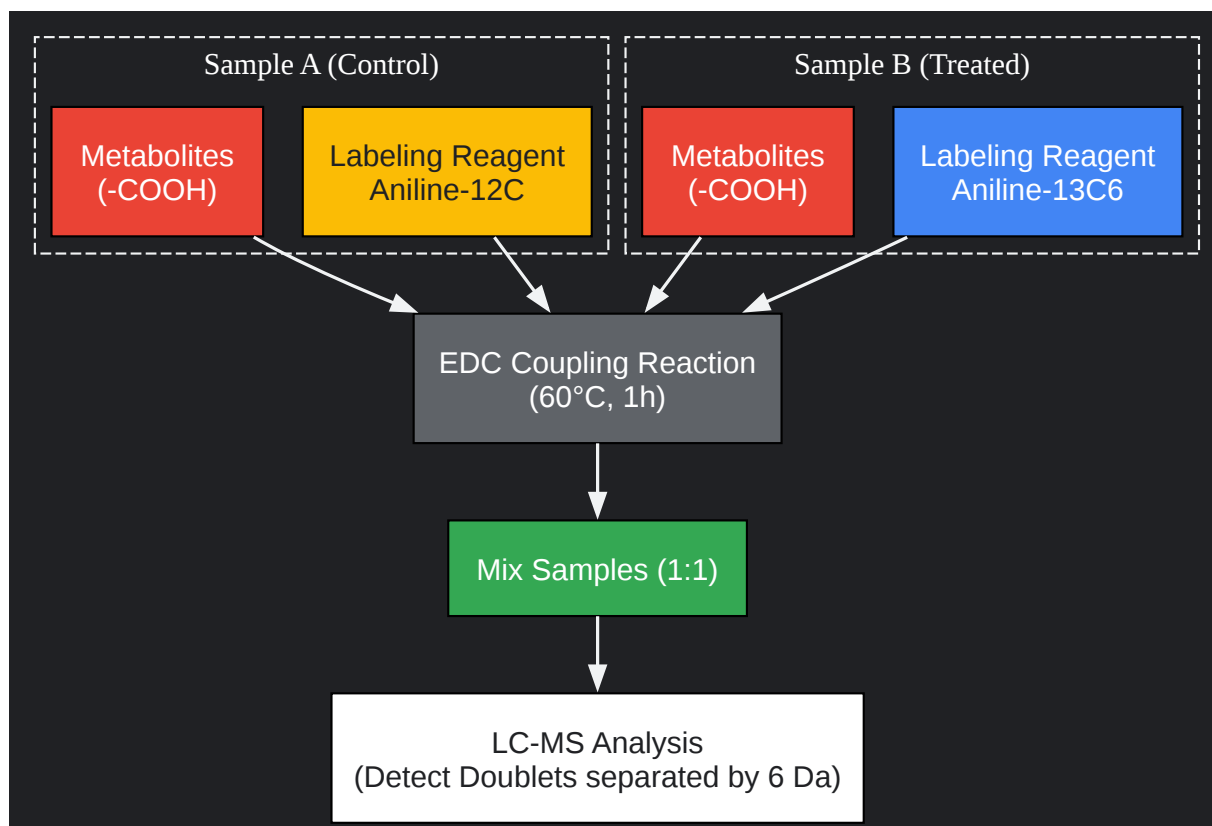 Sample A (Control)
Metabolites
(-COOH)
Labeling Reagent
Aniline-12C
Sample B (Treated)
Metabolites
(-COOH)
Labeling Reagent
Aniline-13C6
EDC Coupling Reaction
(60°C, 1h)
Mix Samples (1:1)
LC-MS Analysis
(Detect Doublets separated by 6 Da)